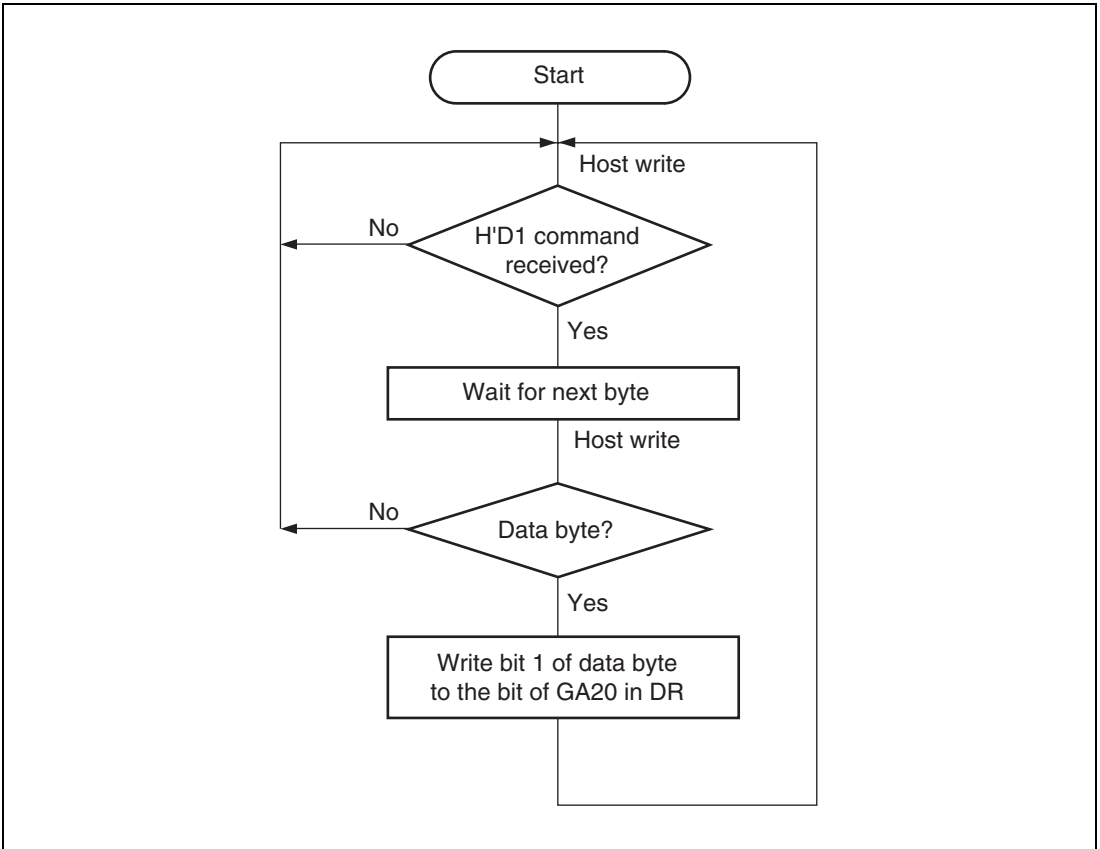 Start
Host write
No
H'D1 command
received?
Yes
Wait for next byte
Host write
No
Data byte?
Yes
Write bit 1 of data byte
to the bit of GA20 in DR